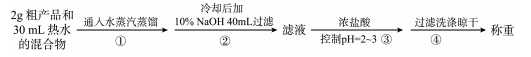 2g粗产品和
30 mL热水
的混合物
通入水蒸汽蒸馏
①
冷却后加
10% NaOH 40mL过滤
②
滤液
浓盐酸
控制pH=2~3 ③
过滤洗涤晾干
④
称重